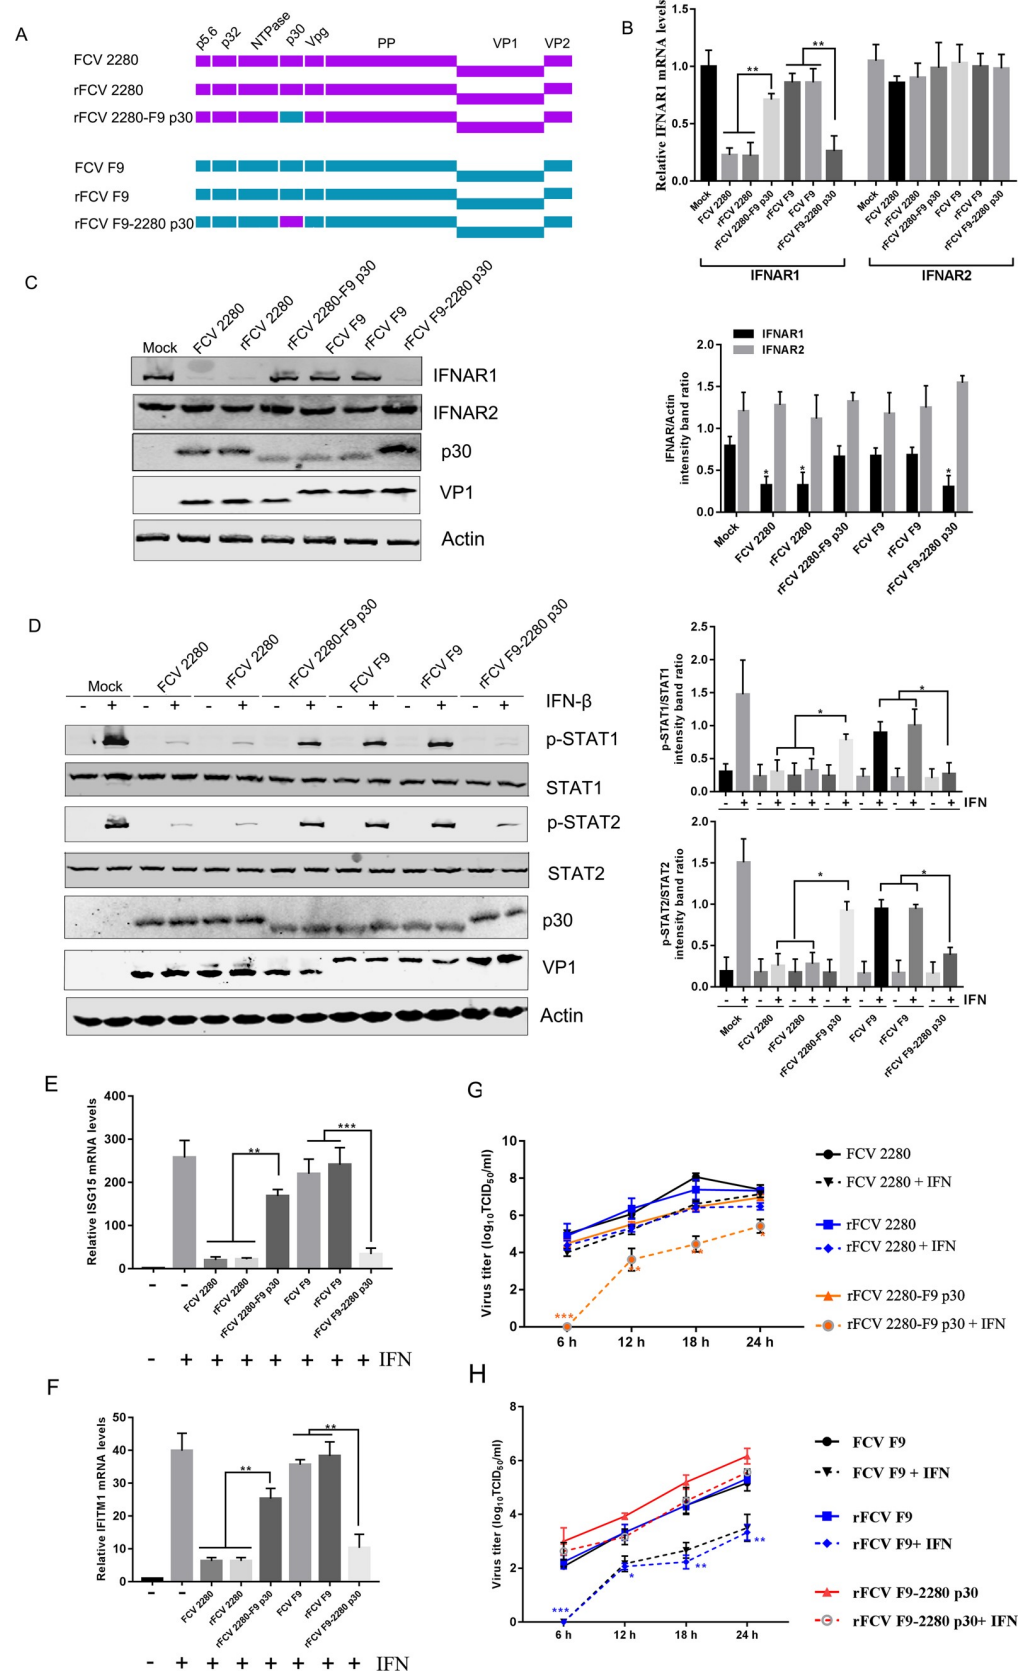 A
p5.6 p32 NTPase p30 Vpg PP VP1 VP2
FCV 2280
rFCV 2280
rFCV 2280-F9 p30
FCV F9
rFCV F9
rFCV F9-2280 p30
B
Relative IFNAR1 mRNA levels
1.5
1.0
0.5
0.0
** **
Mock FCV 2280 rFCV 2280 rFCV 2280-F9 p30 rFCV F9 FCV F9 rFCV F9-2280 p30
Mock FCV 2280 rFCV 2280 rFCV 2280-F9 p30 FCV F9 rFCV F9 rFCV F9-2280 p30
IFNAR1 IFNAR2
C
Mock FCV 2280 rFCV 2280 rFCV 2280-F9 p30 FCV F9 rFCV F9 rFCV F9-2280 p30
IFNAR1
IFNAR2
p30
VP1
Actin
IFNAR/Actin
intensity band ratio
IFNAR1
IFNAR2
2.0
1.5
1.0
0.5
0.0
* * *
Mock FCV 2280 rFCV 2280 rFCV 2280-F9 p30 FCV F9 rFCV F9 rFCV F9-2280 p30
D
Mock FCV 2280 rFCV 2280 rFCV 2280-F9 p30 FCV F9 rFCV F9 rFCV F9-2280 p30
- + - + - + - + - + - + - + IFN-β
p-STAT1
STAT1
p-STAT2
STAT2
p30
VP1
Actin
p-STAT1/STAT1
intensity band ratio
2.5
2.0
1.5
1.0
0.5
0.0
* *
- + - + - + - + - + - + - + IFN
p-STAT2/STAT2
intensity band ratio
2.0
1.5
1.0
0.5
0.0
* *
- + - + - + - + - + - + - + IFN
Mock FCV 2280 rFCV 2280 rFCV 2280-F9 p30 FCV F9 rFCV F9 rFCV F9-2280 p30
E
Relative ISG15 mRNA levels
400
300
200
100
0
** ***
- - FCV 2280 rFCV 2280 rFCV 2280-F9 p30 FCV F9 rFCV F9 rFCV F9-2280 p30
- + + + + + + + IFN
F
Relative IFITM1 mRNA levels
50
40
30
20
10
0
** **
- - FCV 2280 rFCV 2280 rFCV 2280-F9 p30 FCV F9 rFCV F9 rFCV F9-2280 p30
- + + + + + + + IFN
G
Virus titer (log10TCID50/ml)
10
8
6
4
2
0
*** * * *
6 h 12 h 18 h 24 h
FCV 2280
FCV 2280 + IFN
rFCV 2280
rFCV 2280 + IFN
rFCV 2280-F9 p30
rFCV 2280-F9 p30 + IFN
H
Virus titer (log10TCID50/ml)
8
6
4
2
0
*** * ** **
6 h 12 h 18 h 24 h
FCV F9
FCV F9 + IFN
rFCV F9
rFCV F9+ IFN
rFCV F9-2280 p30
rFCV F9-2280 p30+ IFN